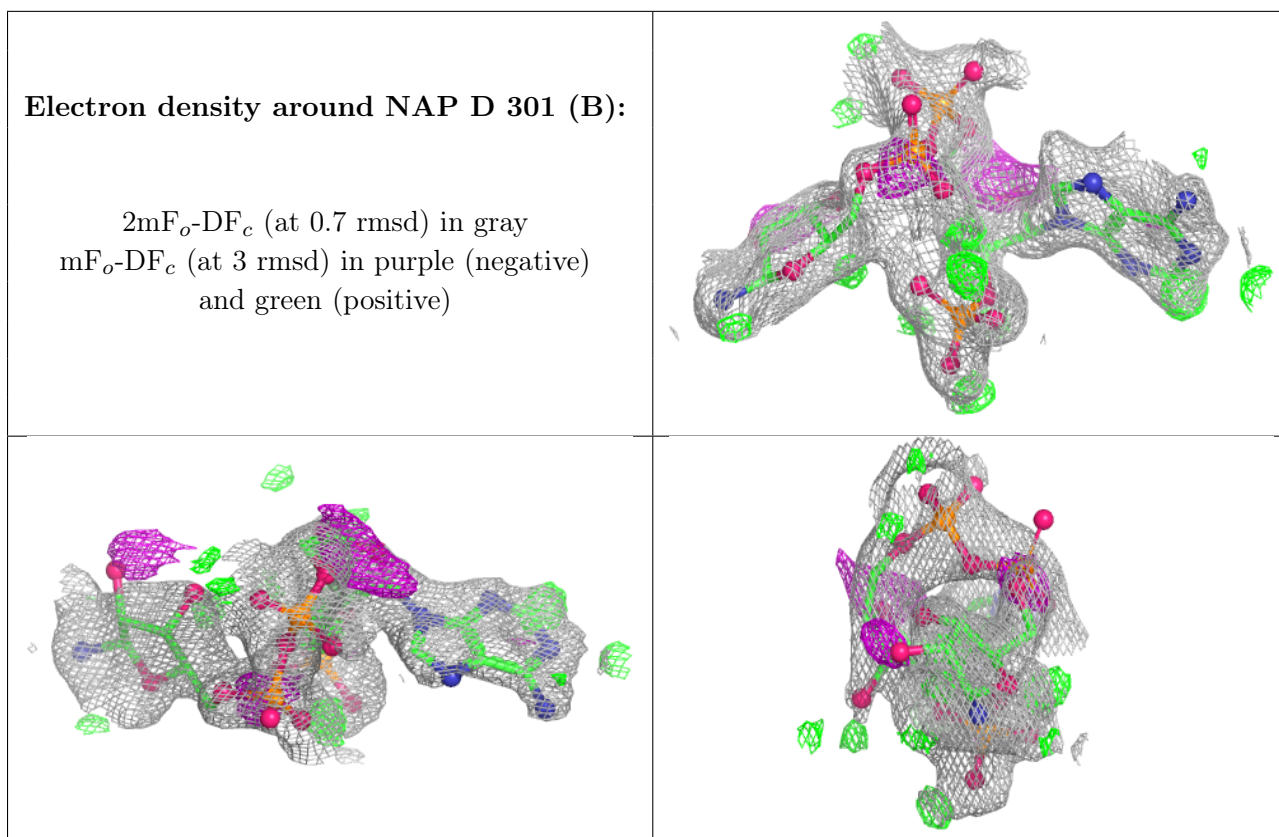 Electron density around NAP D 301 (B):
2mFₒ-DF𝒸 (at 0.7 rmsd) in gray
mFₒ-DF𝒸 (at 3 rmsd) in purple (negative)
and green (positive)